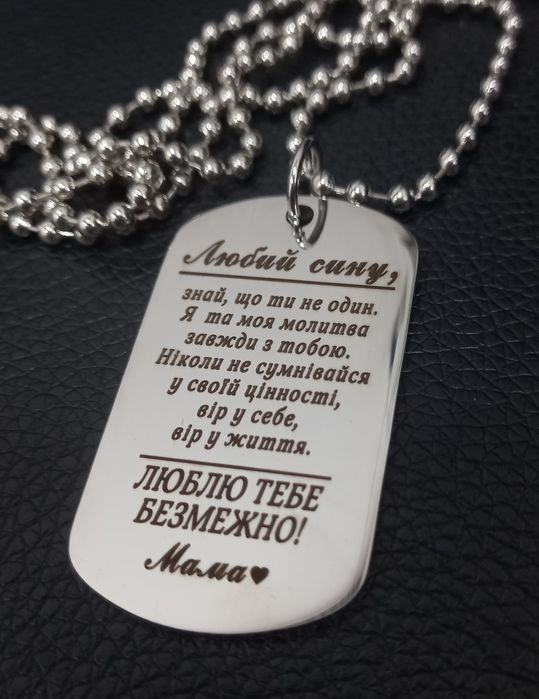 Любий сину,
знай, що ти не один.
Я та моя молитва
завжди з тобою.
Ніколи не сумнівайся
у своїй цінності,
вір у себе,
вір у життя.
ЛЮБЛЮ ТЕБЕ
БЕЗМЕЖНО!
Мама♥